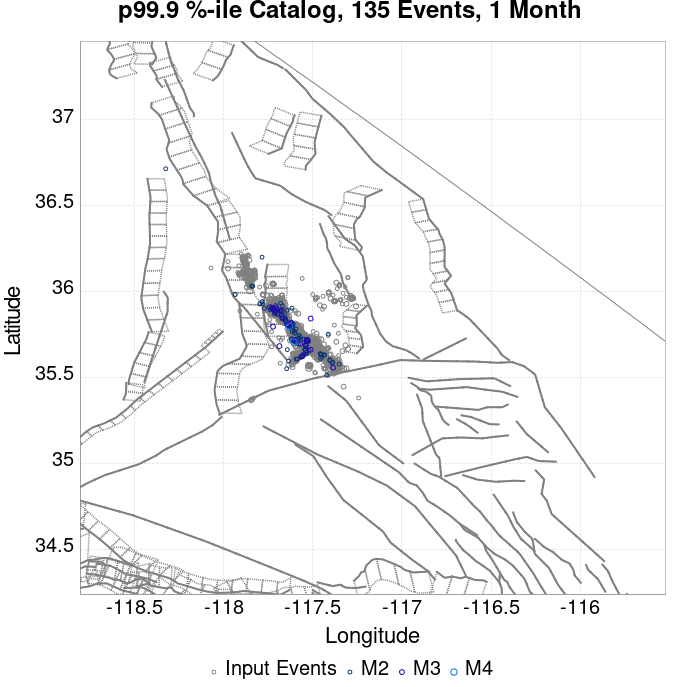 p99.9 %-ile Catalog, 135 Events, 1 Month
Latitude
37
36.5
36
35.5
35
34.5
-118.5 -118 -117.5 -117 -116.5 -116
Longitude
Input Events M2 M3 M4